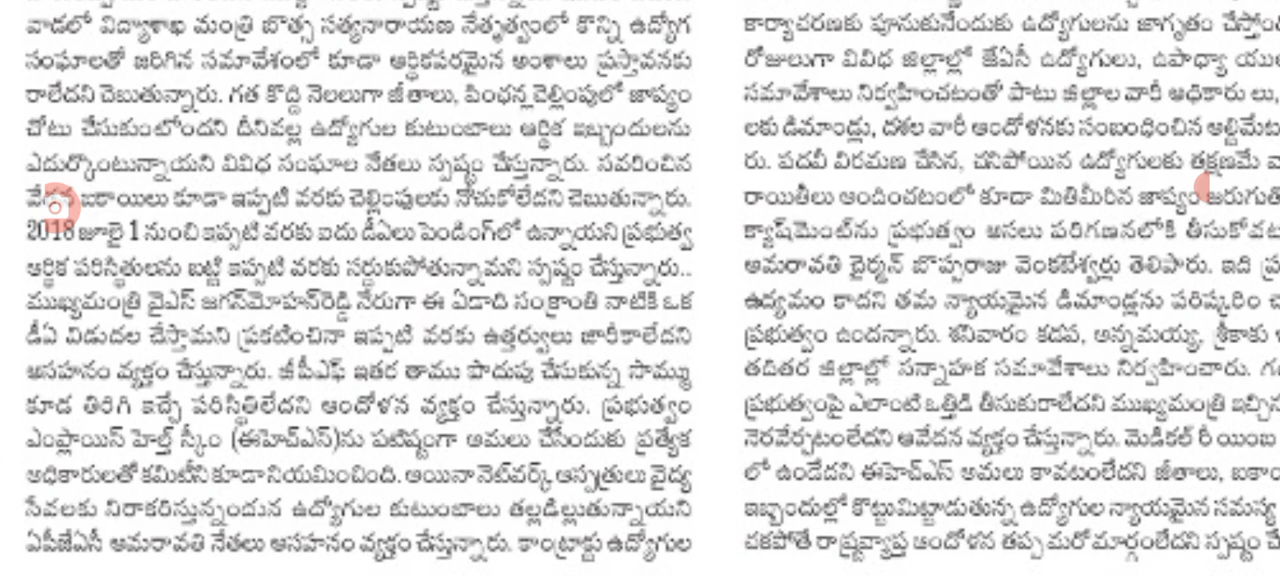 వాడలో విద్యాశాఖ మంత్రి బొత్స సత్యనారాయణ నేతృత్వంలో కొన్ని ఉద్యోగ
సంఘాలతో జరిగిన సమావేశంలో కూడా ఆర్ధికపరమైన అంశాలు ప్రస్తావనకు
రాలేదని చెబుతున్నారు. గత కొద్ది నెలలుగా జీతాలు, పింఛన్ల చెల్లింపులో జాప్యం
చోటు చేసుకుంటోందని దీనివల్ల ఉద్యోగుల కుటుంబాలు ఆర్ధిక ఇబ్బందులను
ఎదుర్కొంటున్నాయని వివిధ సంఘాల నేతలు స్పష్టం చేస్తున్నారు. సవరించిన
వేతన బకాయిలు కూడా ఇప్పటి వరకు చెల్లింపులకు నోచుకోలేదని చెబుతున్నారు.
2018 జూలై 1 నుంచి ఇప్పటి వరకు ఐదు డీఏలు పెండింగ్‌లో ఉన్నాయని ప్రభుత్వ
ఆర్ధిక పరిస్థితులను బట్టి ఇప్పటి వరకు సర్దుకుపోతున్నామని స్పష్టం చేస్తున్నారు..
ముఖ్యమంత్రి వైఎస్ జగన్‌మోహన్‌రెడ్డి నేరుగా ఈ ఏడాది సంక్రాంతి నాటికి ఒక
డీఏ విడుదల చేస్తామని ప్రకటించినా ఇప్పటి వరకు ఉత్తర్వులు జారీకాలేదని
అసహనం వ్యక్తం చేస్తున్నారు. జీపీఎఫ్ ఇతర తాము పొదుపు చేసుకున్న సొమ్ము
కూడ తిరిగి ఇచ్చే పరిస్థితిలేదని ఆందోళన వ్యక్తం చేస్తున్నారు. ప్రభుత్వం
ఎంప్లాయిస్ హెల్త్ స్కీం (ఈహెచ్ఎస్)ను పటిష్టంగా అమలు చేసేందుకు ప్రత్యేక
అధికారులతో కమిటీని కూడా నియమించింది. అయినా నెట్‌వర్క్ ఆస్పత్రులు వైద్య
సేవలకు నిరాకరిస్తున్నందున ఉద్యోగుల కుటుంబాలు తల్లడిల్లుతున్నాయని
ఏపీజేఏసీ అమరావతి నేతలు అసహనం వ్యక్తం చేస్తున్నారు. కాంట్రాక్టు ఉద్యోగుల
కార్యాచరణకు పూనుకునేందుకు ఉద్యోగులను జాగృతం
రోజులుగా వివిధ జిల్లాల్లో జేఏసీ ఉద్యోగులు, ఉపాధ్యా
సమావేశాలు నిర్వహించటంతో పాటు జిల్లాల వారీ అధికారు లు,
లకు డిమాండ్లు, దశల వారీ ఆందోళనకు సంబంధించిన
రు. పదవీ విరమణ చేసిన, చనిపోయిన ఉద్యోగులకు తక్షణమే
రాయితీలు అందించటంలో కూడా మితిమీరిన జాప్యం
క్యాష్‌మెంట్‌ను ప్రభుత్వం అసలు పరిగణనలోకి
అమరావతి చైర్మన్ బొప్పరాజు వెంకటేశ్వర్లు తెలిపారు. ఇది
ఉద్యమం కాదని తమ న్యాయమైన డిమాండ్లను పరిష్కరిం
ప్రభుత్వం ఉందన్నారు. శనివారం కడప, అన్నమయ్య, శ్రీకాకు
తదితర జిల్లాల్లో సన్నాహక సమావేశాలు నిర్వహించారు.
ప్రభుత్వంపై ఎలాంటి ఒత్తిడి తీసుకురాలేదని ముఖ్యమంత్రి
నెరవేర్చటంలేదని ఆవేదన వ్యక్తం చేస్తున్నారు. మెడికల్ రీ యింబ
లో ఉండేదని ఈహెచ్ఎస్ అమలు కావటంలేదని జీతాలు,
ఇబ్బందుల్లో కొట్టుమిట్టాడుతున్న ఉద్యోగుల న్యాయమైన సమస్య
చకపోతే రాష్ట్రవ్యాప్త ఆందోళన తప్ప మరో మార్గంలేదని స్పష్టం